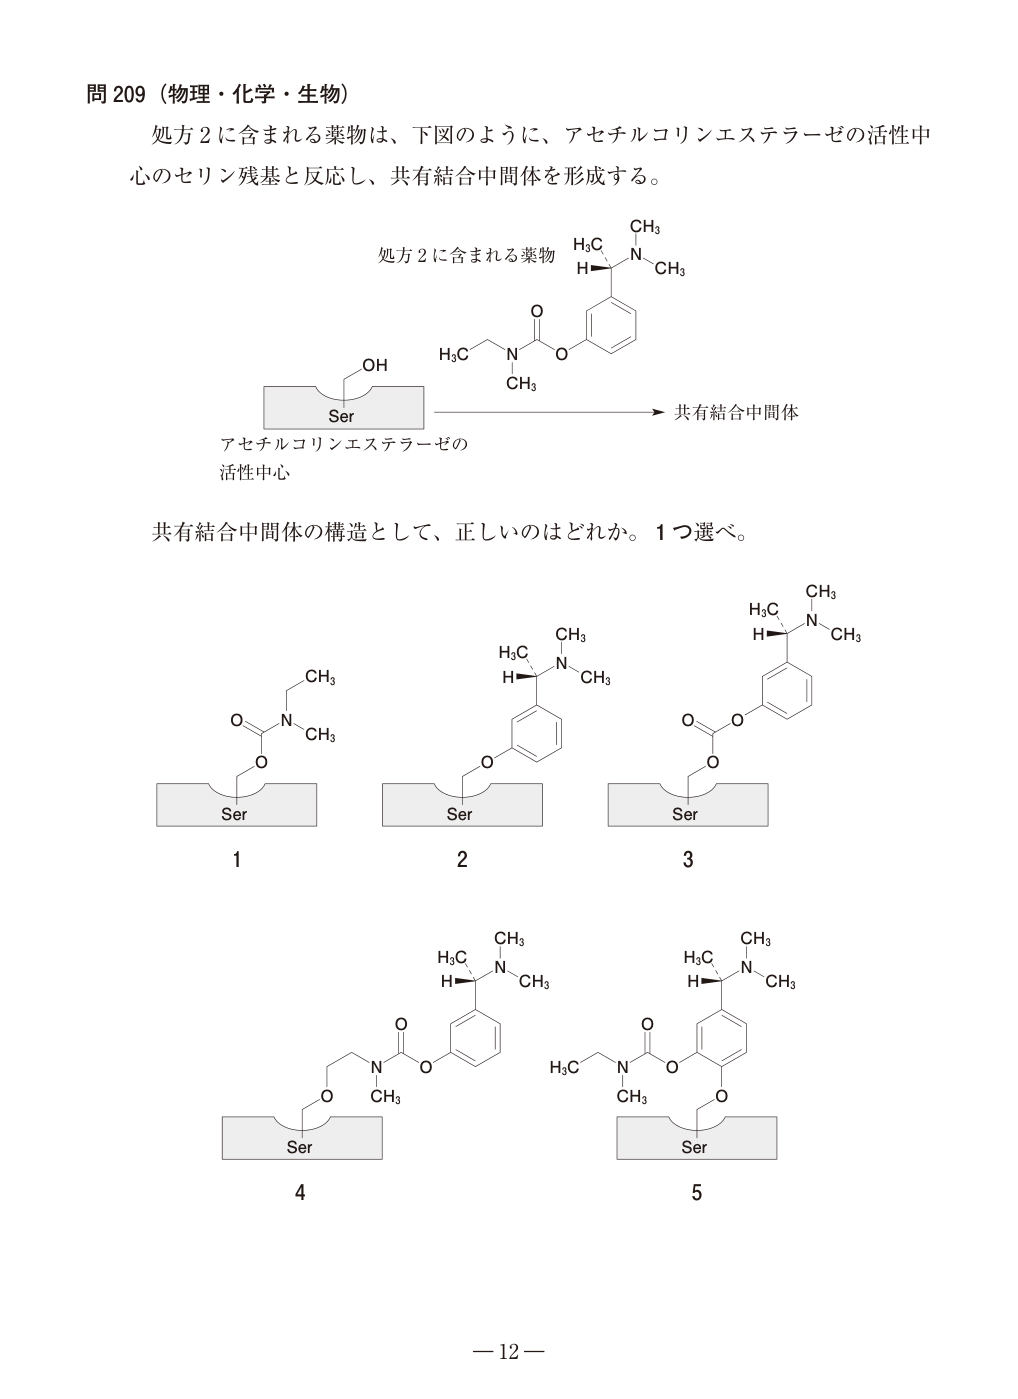 問 209（物理・化学・生物）
処方２に含まれる薬物は、下図のように、アセチルコリンエステラーゼの活性中
心のセリン残基と反応し、共有結合中間体を形成する。
処方２に含まれる薬物
CH3
H3C
N
H
CH3
O
H3C
N
O
CH3
OH
Ser
共有結合中間体
アセチルコリンエステラーゼの
活性中心
共有結合中間体の構造として、正しいのはどれか。１つ選べ。
CH3
O
N
CH3
O
Ser
1
CH3
H3C
N
H
CH3
O
Ser
2
CH3
H3C
N
H
CH3
O
O
O
Ser
3
CH3
H3C
N
H
CH3
O
N
O
O
CH3
Ser
4
CH3
H3C
N
H
CH3
O
H3C
N
O
CH3
O
Ser
5
― 12 ―